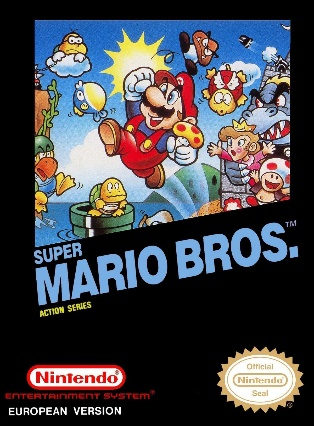 SUPER
MARIO BROS.™
ACTION SERIES
Nintendo®
ENTERTAINMENT SYSTEM®
EUROPEAN VERSION
Official
Nintendo®
Seal
®